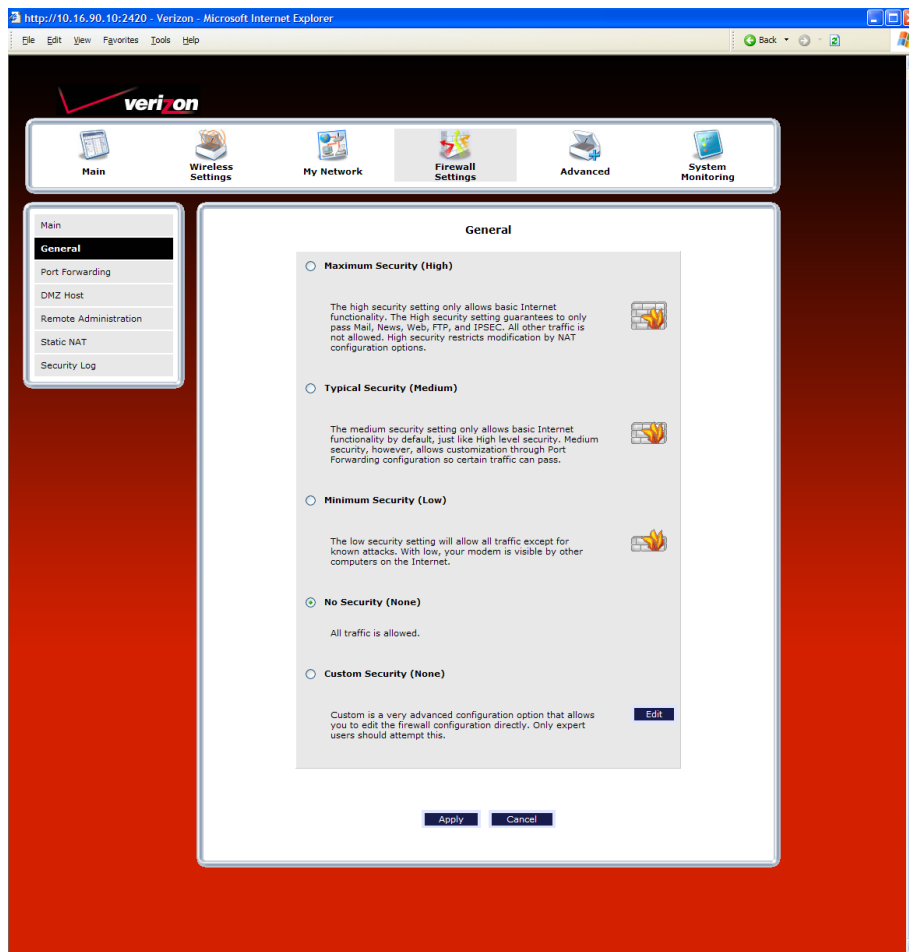 http://10.16.90.10:2420 - Verizon - Microsoft Internet Explorer
File Edit View Favorites Tools Help
Back
verizon
Main
Wireless
Settings
My Network
Firewall
Settings
Advanced
System
Monitoring
Main
General
Port Forwarding
DMZ Host
Remote Administration
Static NAT
Security Log
General
Maximum Security (High)
The high security setting only allows basic Internet
functionality. The High security setting guarantees to only
pass Mail, News, Web, FTP, and IPSEC. All other traffic is
not allowed. High security restricts modification by NAT
configuration options.
Typical Security (Medium)
The medium security setting only allows basic Internet
functionality by default, just like High level security. Medium
security, however, allows customization through Port
Forwarding configuration so certain traffic can pass.
Minimum Security (Low)
The low security setting will allow all traffic except for
known attacks. With low, your modem is visible by other
computers on the Internet.
No Security (None)
All traffic is allowed.
Custom Security (None)
Custom is a very advanced configuration option that allows
you to edit the firewall configuration directly. Only expert
users should attempt this.
Edit
Apply
Cancel